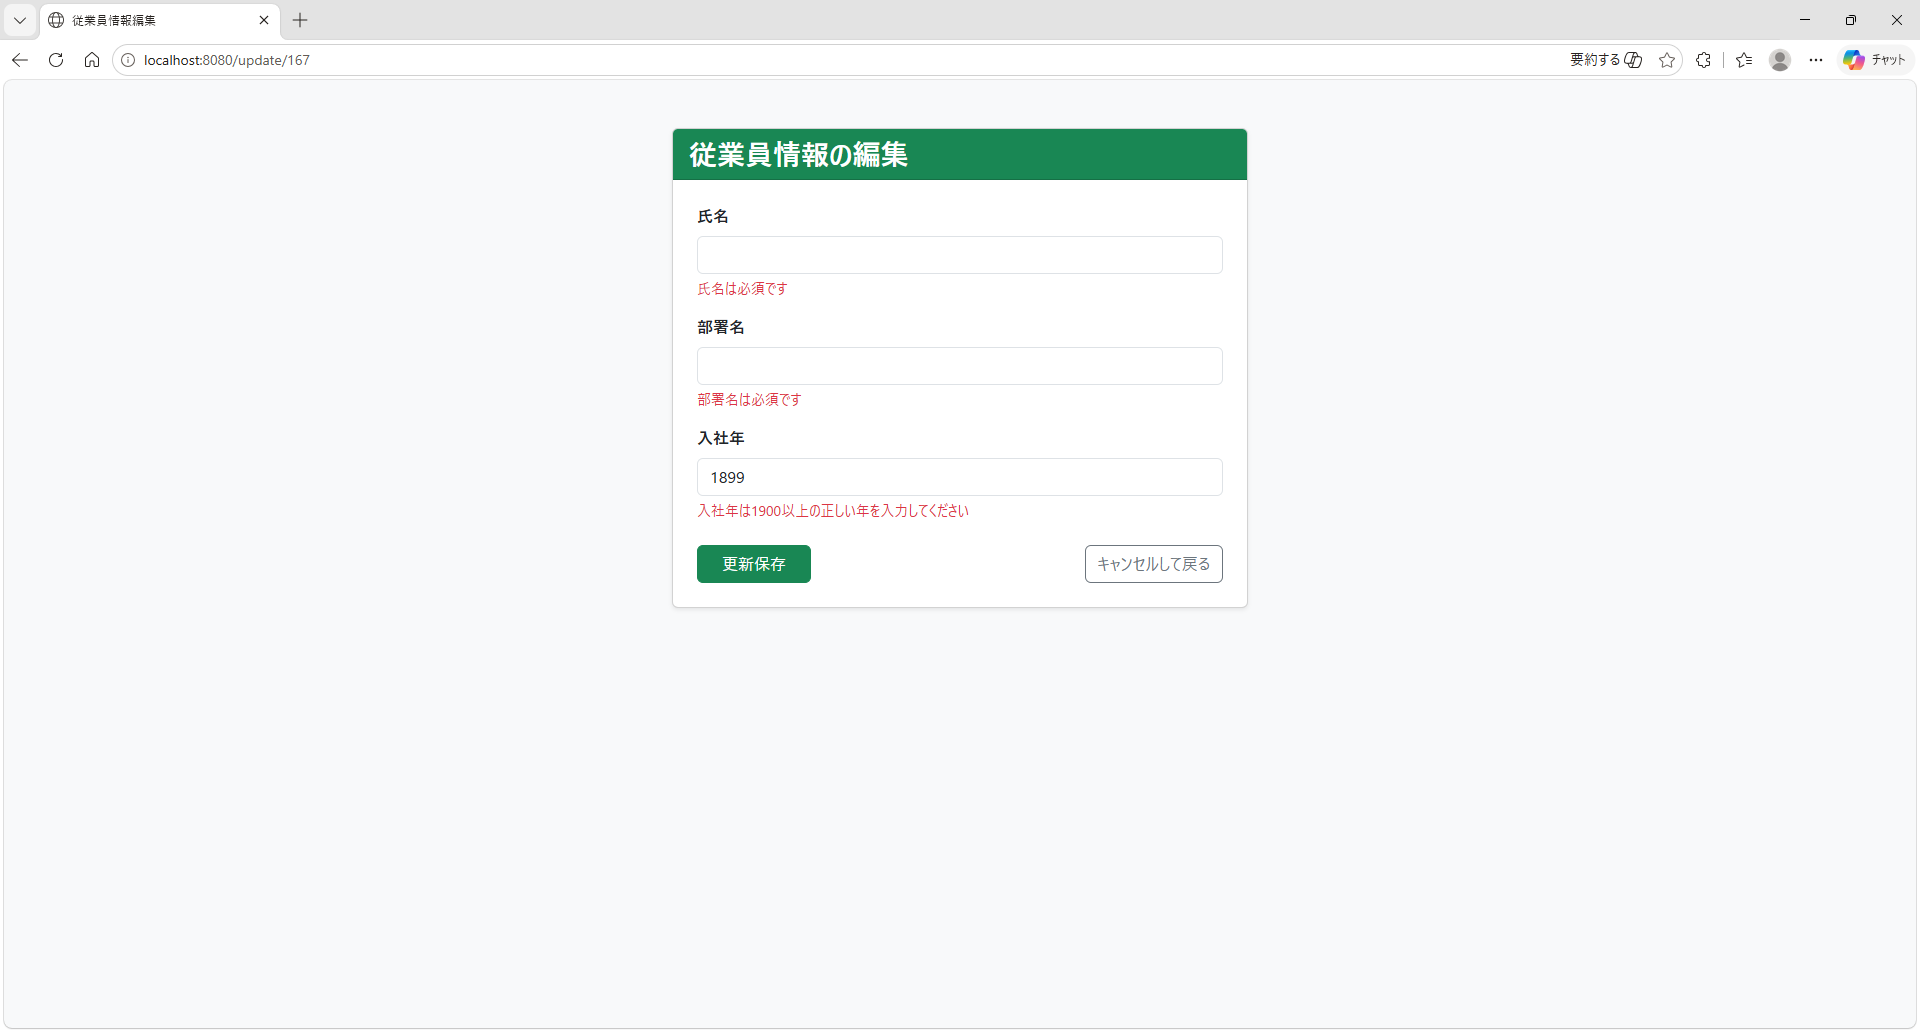 従業員情報編集
localhost:8080/update/167
要約する
チャット
従業員情報の編集
氏名
氏名は必須です
部署名
部署名は必須です
入社年
1899
入社年は1900以上の正しい年を入力してください
更新保存
キャンセルして戻る